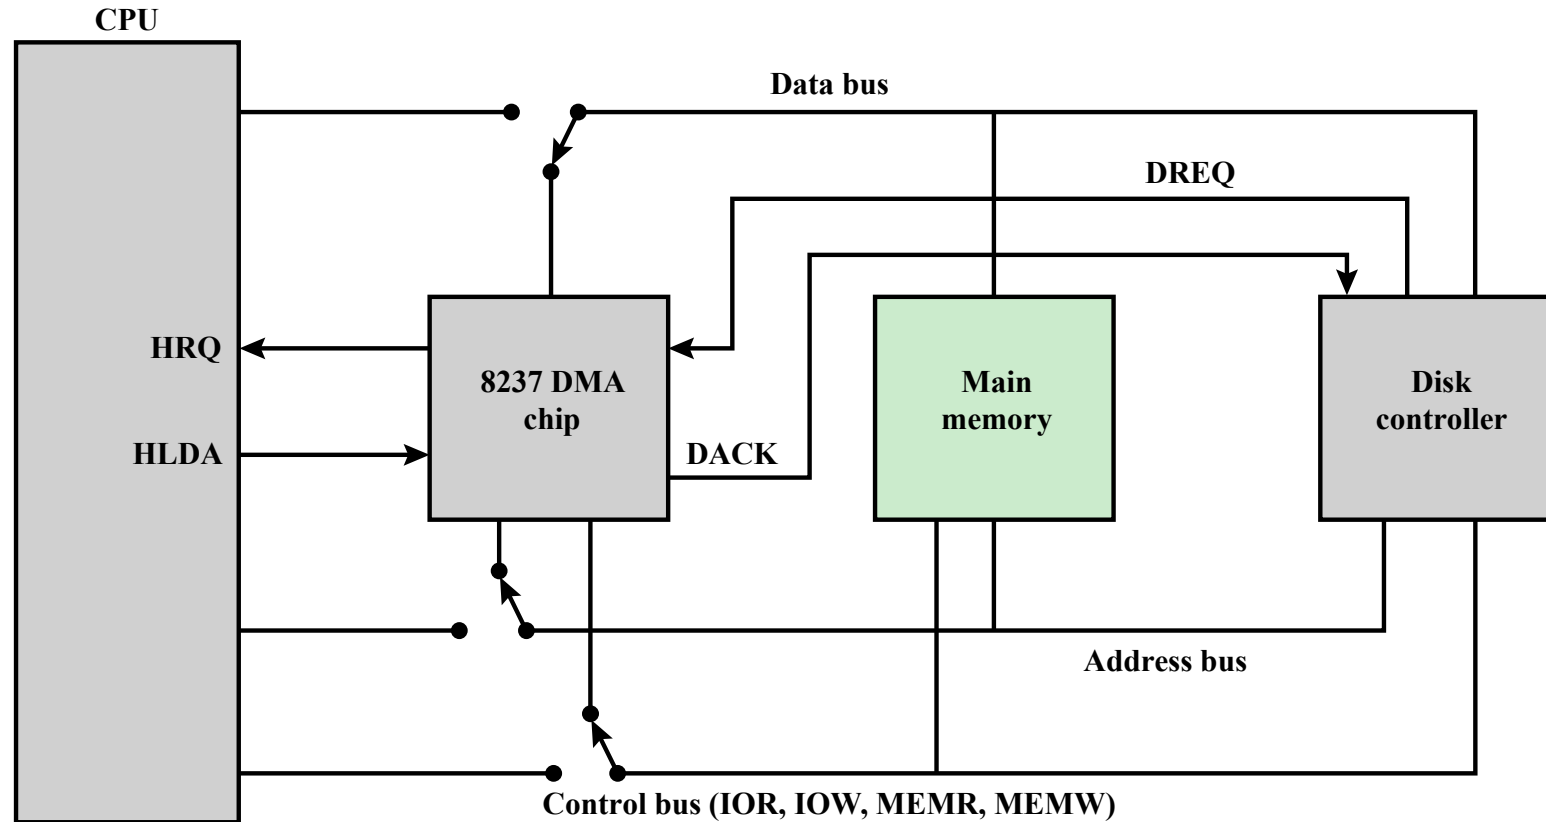 CPU
Data bus
DREQ
HRQ
8237 DMA
chip
Main
memory
Disk
controller
HLDA
DACK
Address bus
Control bus (IOR, IOW, MEMR, MEMW)